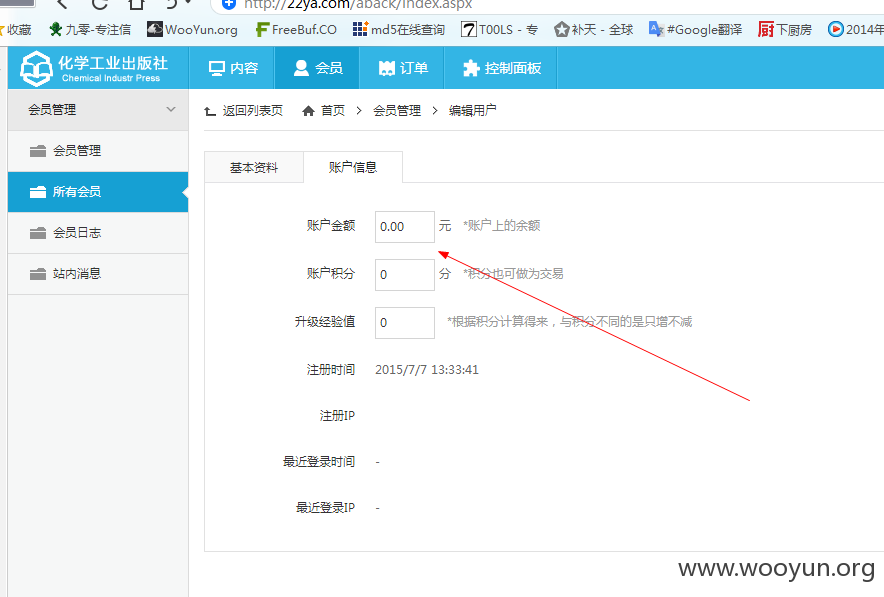 http://22ya.com/aback/index.aspx
收藏 九零-专注信 WooYun.org FreeBuf.CO md5在线查询 T00LS - 专 补天 - 全球 #Google翻译 下厨房 2014年
化学工业出版社
Chemical Industr Press
内容 会员 订单 控制面板
会员管理
会员管理
所有会员
会员日志
站内消息
返回列表页 首页 > 会员管理 > 编辑用户
基本资料 账户信息
账户金额 0.00 元 *账户上的余额
账户积分 0 分 *积分也可做为交易
升级经验值 0 *根据积分计算得来，与积分不同的是只增不减
注册时间 2015/7/7 13:33:41
注册IP
最近登录时间 -
最近登录IP -
www.wooyun.org